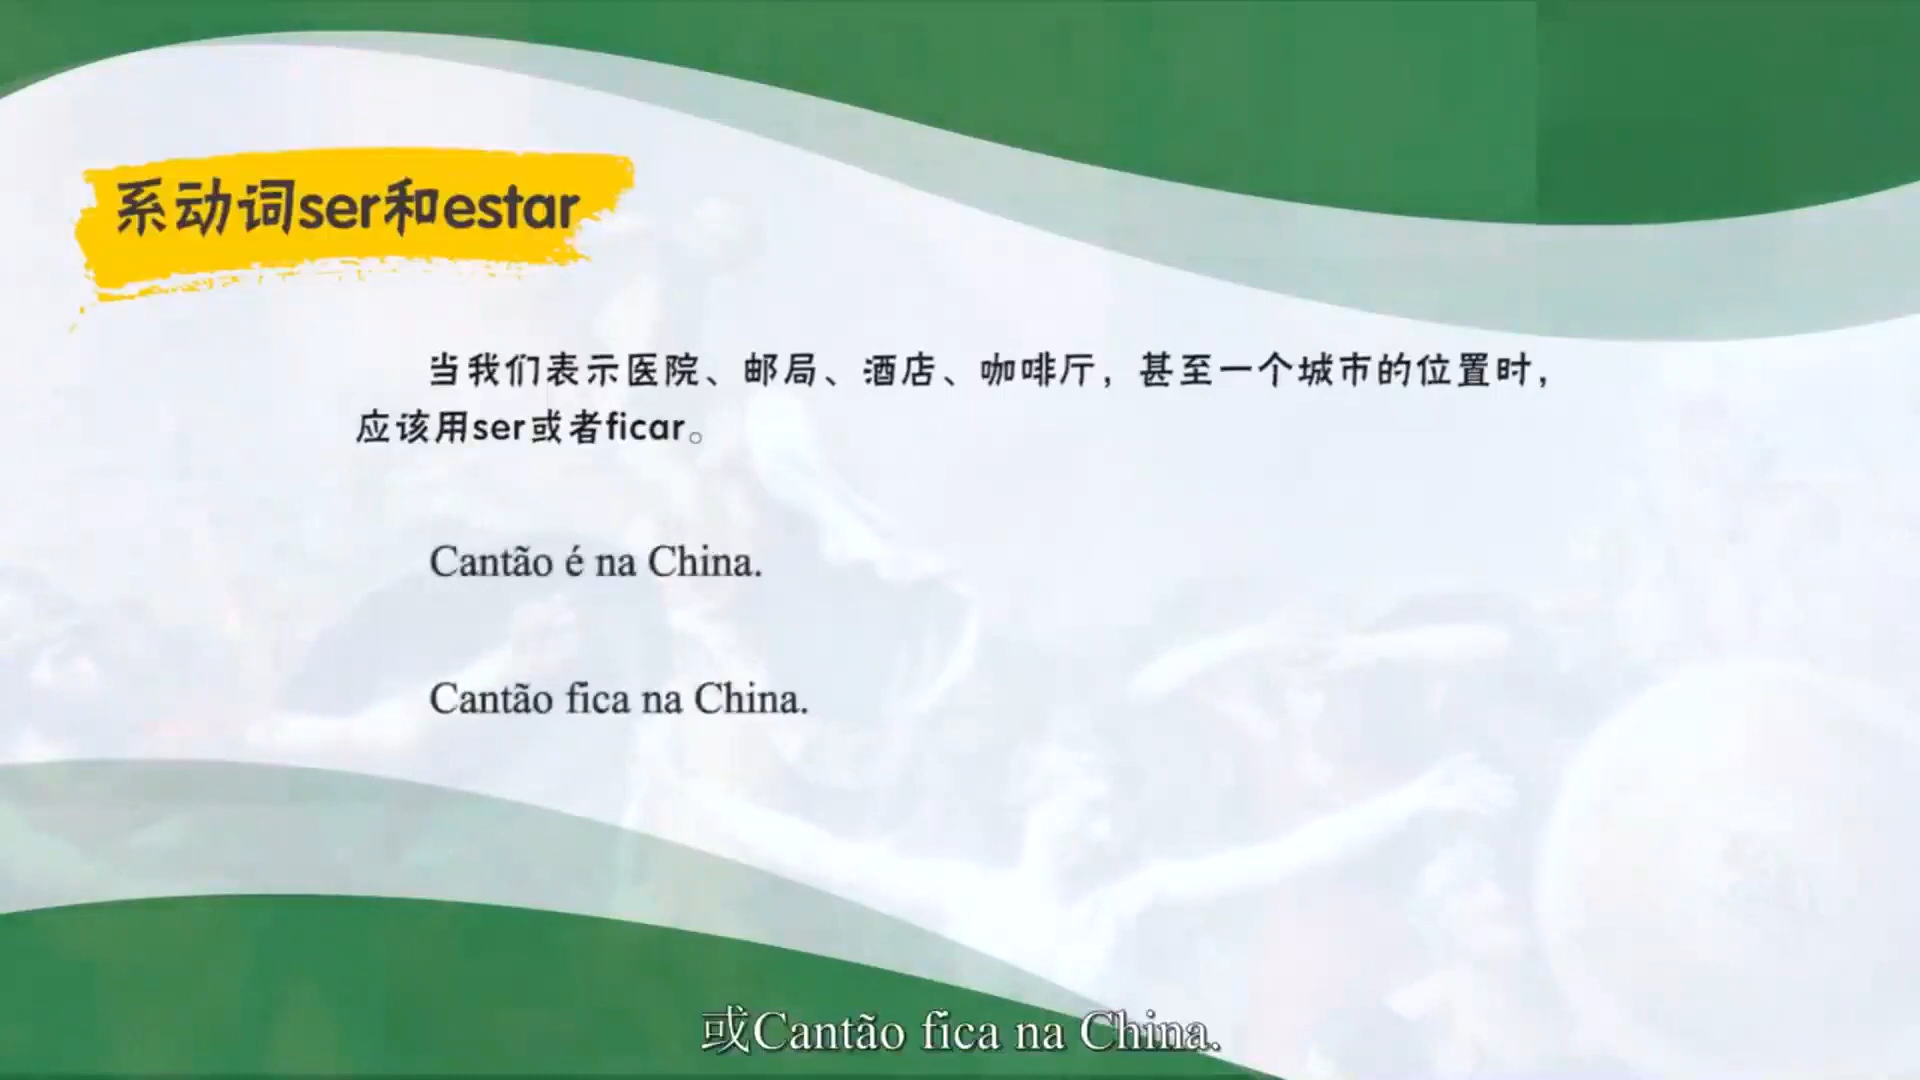 系动词ser和estar
当我们表示医院、邮局、酒店、咖啡厅，甚至一个城市的位置时，
应该用ser或者ficar。
Cantão é na China.
Cantão fica na China.
或Cantão fica na China.